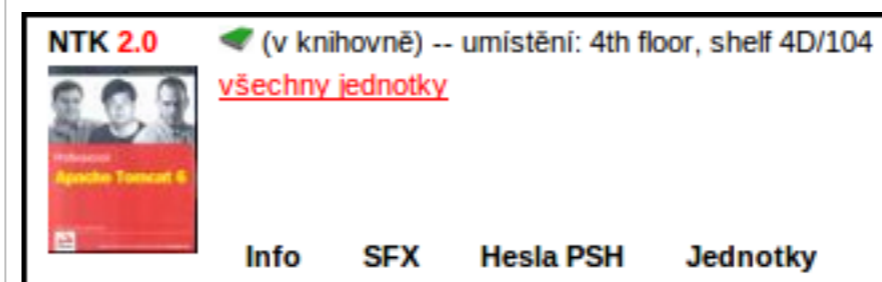 NTK 2.0
(v knihovně) -- umístění: 4th floor, shelf 4D/104
všechny jednotky
Professional
Apache Tomcat 6
Info SFX Hesla PSH Jednotky